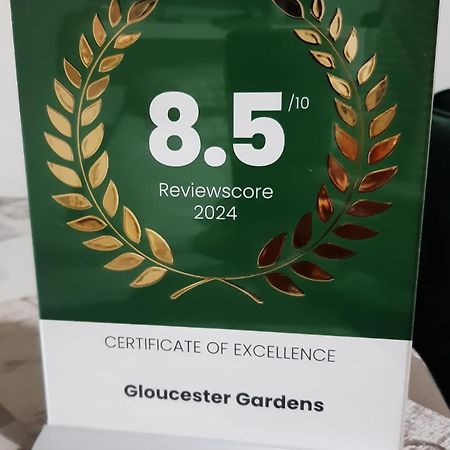 8.5/10
Reviewscore
2024
CERTIFICATE OF EXCELLENCE
Gloucester Gardens